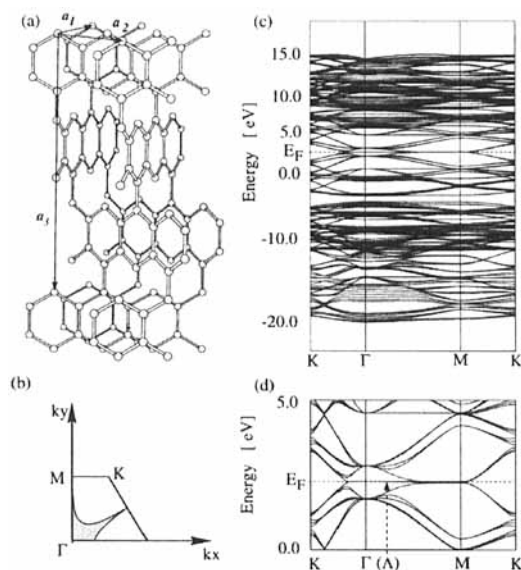 (a)
a1
a2
a3
(b)
ky
M
K
Γ
kx
(c)
Energy [ eV]
15.0
10.0
5.0
EF
0.0
-10.0
-20.0
K Γ M K
(d)
Energy [ eV]
5.0
EF
0.0
K Γ (Λ) M K